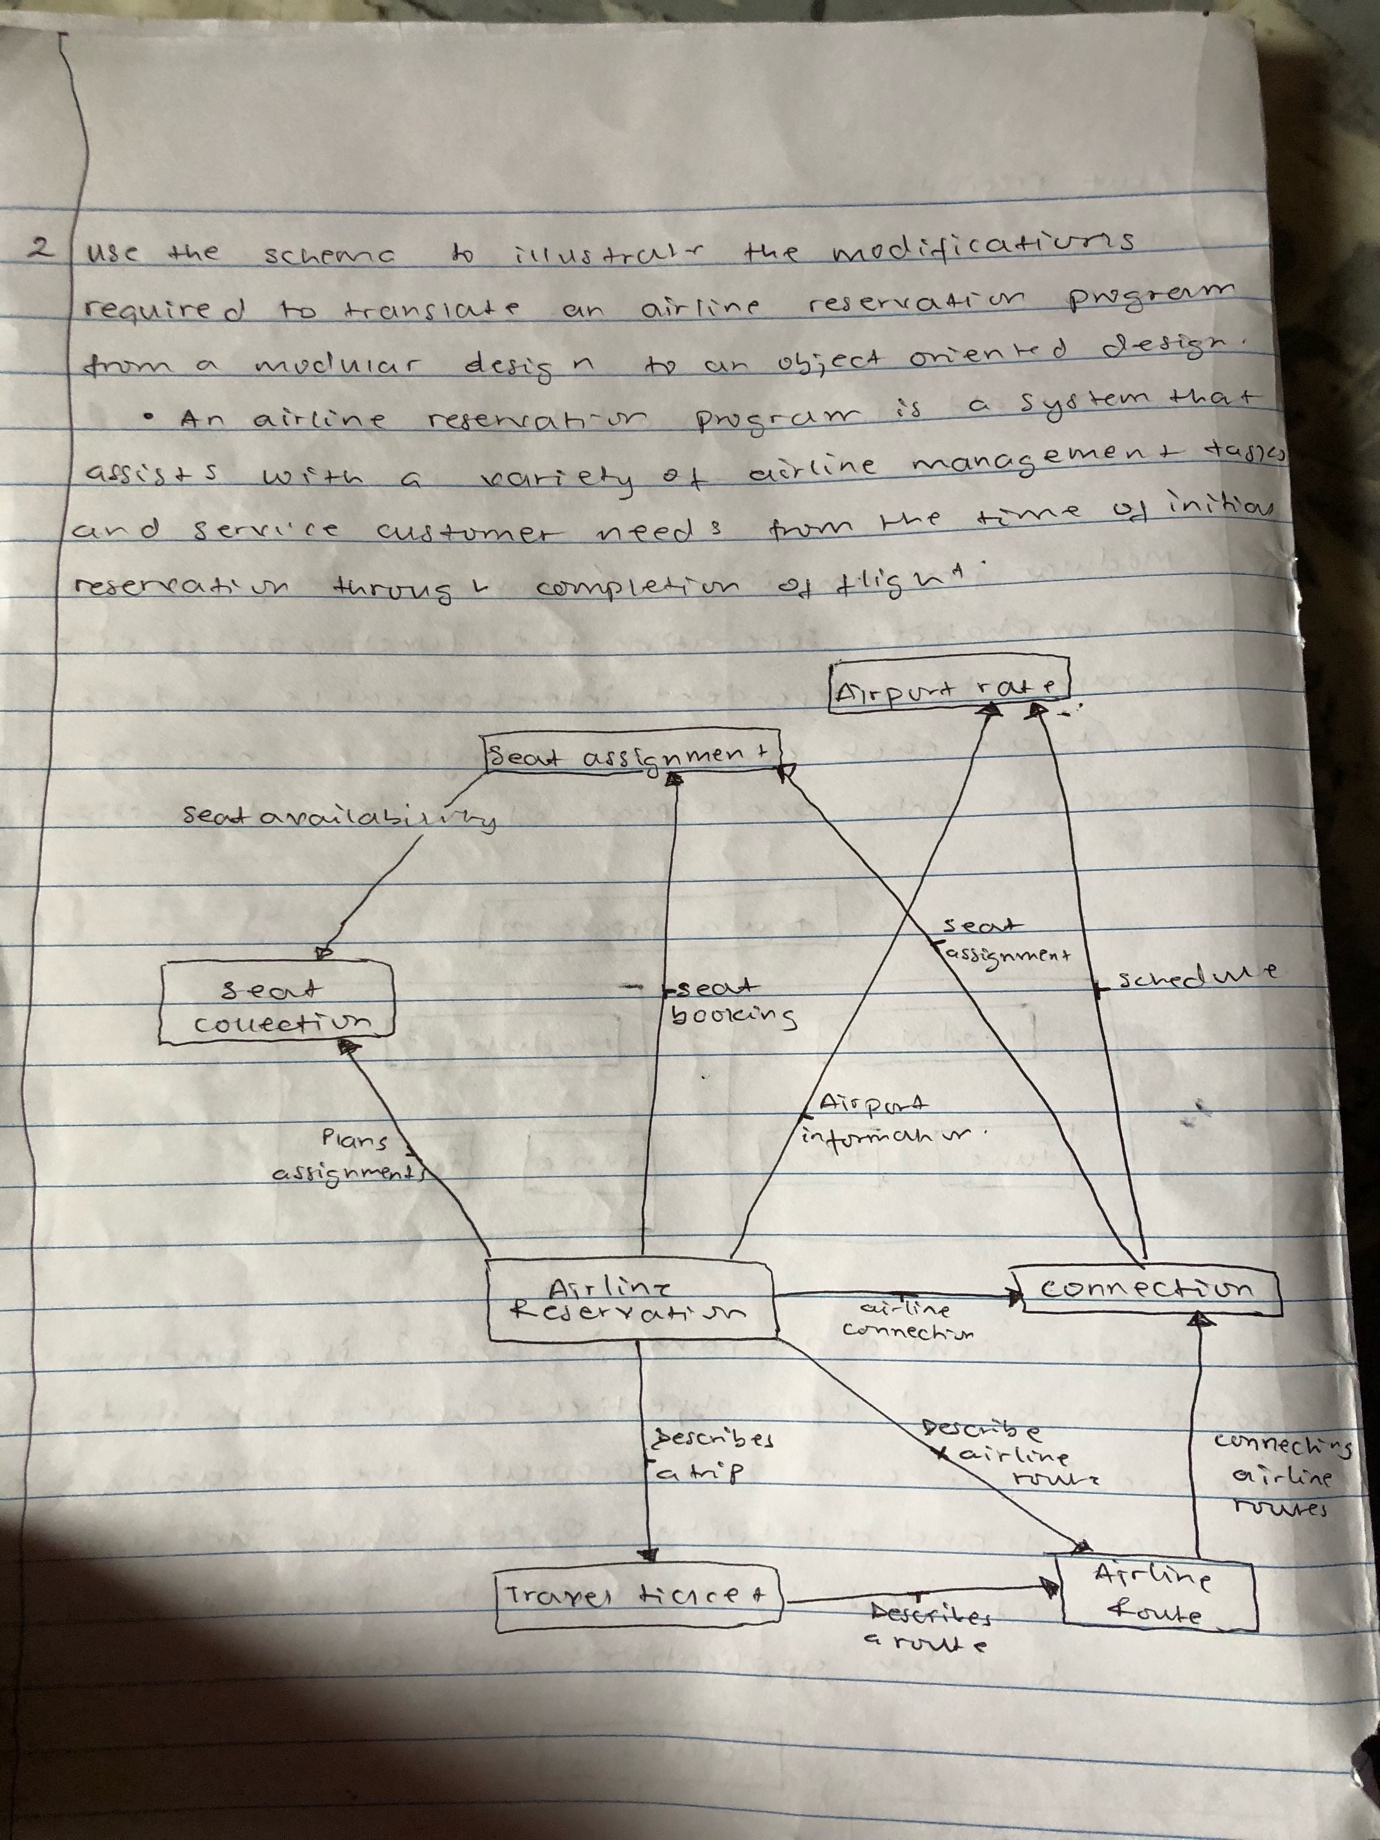 2 use the schema to illustrate the modifications
required to translate an airline reservation program
from a modular design to an object oriented design.
• An airline reservation program is a system that
assists with a variety of airline management tasks
and service customer needs from the time of initial
reservation through completion of flight.
Airport rate
Seat assignment
seat availability
seat
assignment
schedule
seat
collection
seat
booking
Airport
information.
Plans
assignments
Airline
Reservation
connection
airline
connection
Describes
a trip
Describe
airline
route
connecting
airline
routes
Travel ticket
Airline
Route
Describes
a route